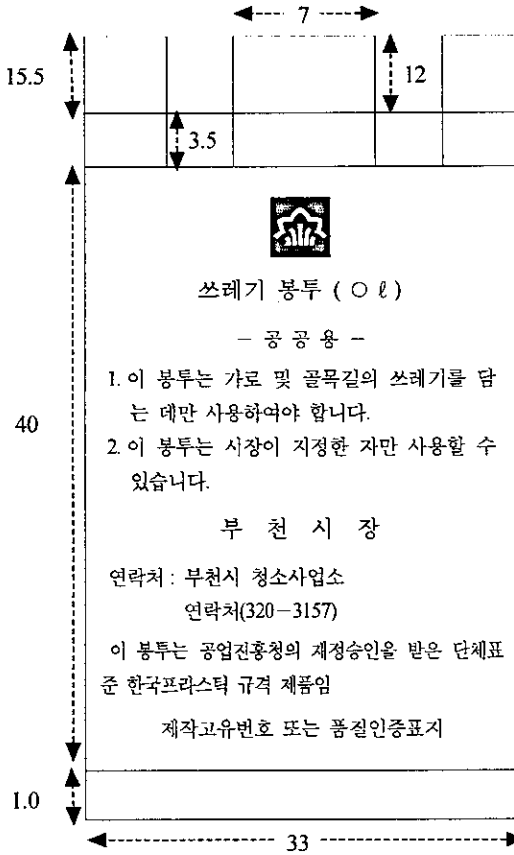 7
15.5
12
3.5
쓰레기 봉투 ( ○ ℓ )
– 공 공 용 –
1. 이 봉투는 가로 및 골목길의 쓰레기를 담
는 데만 사용하여야 합니다.
40
2. 이 봉투는 시장이 지정한 자만 사용할 수
있습니다.
부 천 시 장
연락처 : 부천시 청소사업소
연락처(320-3157)
이 봉투는 공업진흥청의 재정승인을 받은 단체표
준 한국프라스틱 규격 제품임
제작고유번호 또는 품질인증표지
1.0
33